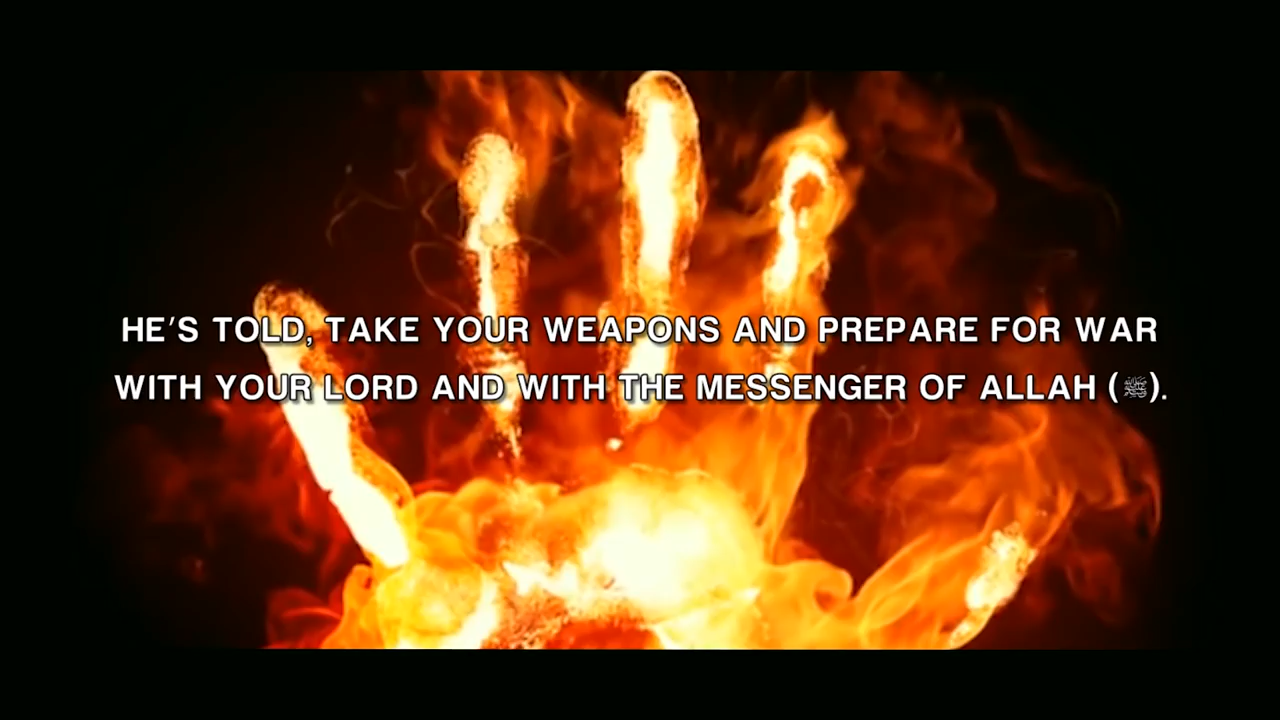 HE'S TOLD, TAKE YOUR WEAPONS AND PREPARE FOR WAR
WITH YOUR LORD AND WITH THE MESSENGER OF ALLAH (ﷺ).